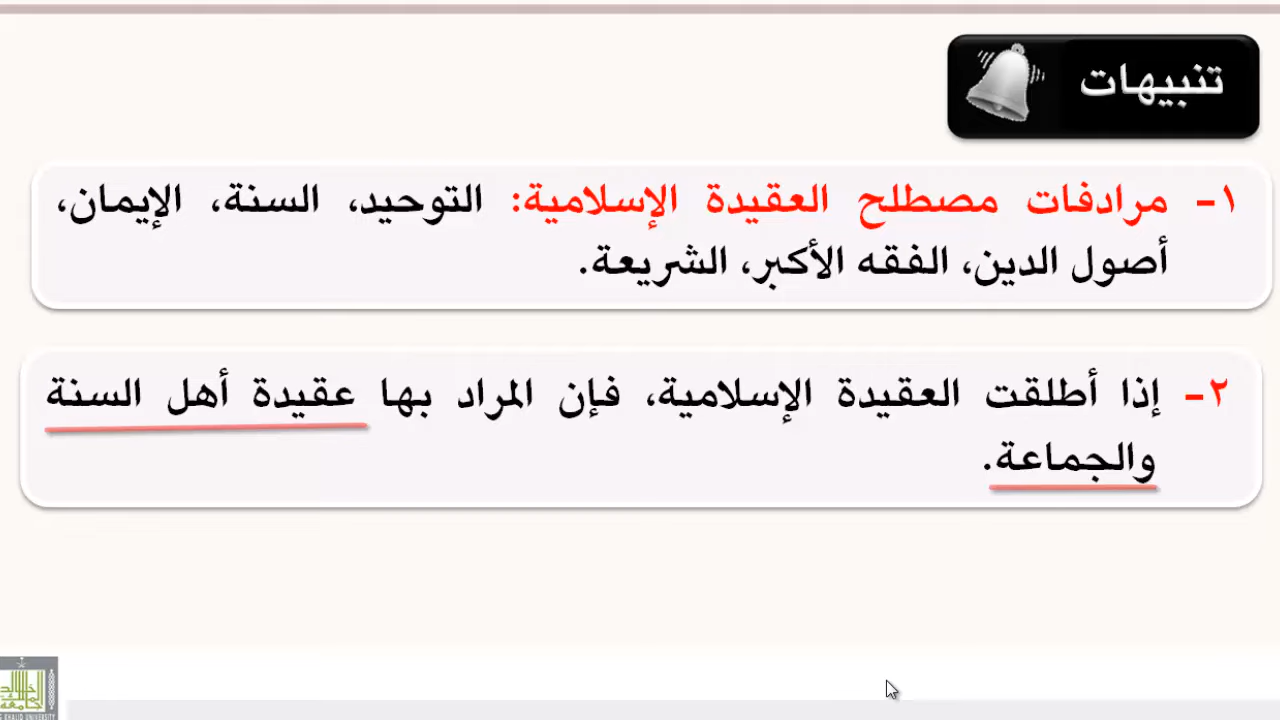 تنبيهات
١- مرادفات مصطلح العقيدة الإسلامية: التوحيد، السنة، الإيمان،
أصول الدين، الفقه الأكبر، الشريعة.
٢- إذا أطلقت العقيدة الإسلامية، فإن المراد بها عقيدة أهل السنة
والجماعة.